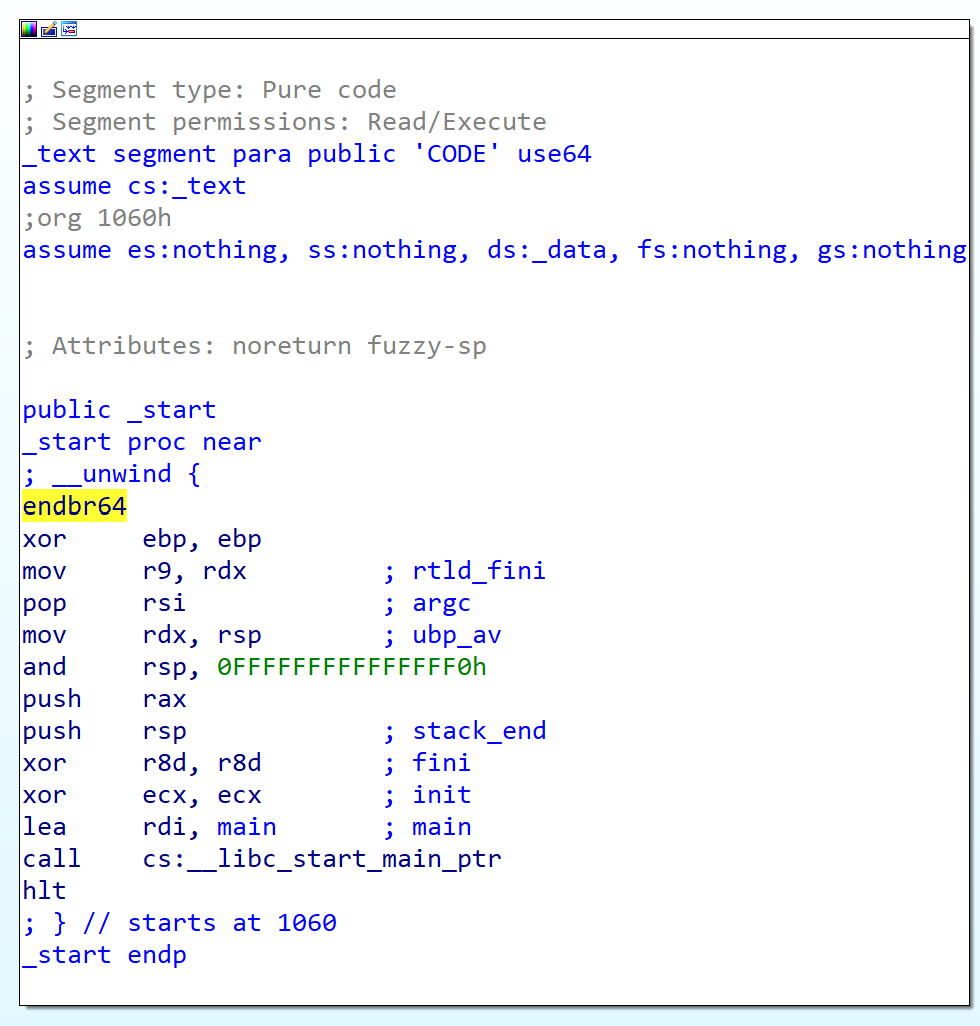 ; Segment type: Pure code
; Segment permissions: Read/Execute
_text segment para public 'CODE' use64
assume cs:_text
;org 1060h
assume es:nothing, ss:nothing, ds:_data, fs:nothing, gs:nothing
; Attributes: noreturn fuzzy-sp
public _start
_start proc near
; __unwind {
endbr64
xor     ebp, ebp
mov     r9, rdx         ; rtld_fini
pop     rsi             ; argc
mov     rdx, rsp        ; ubp_av
and     rsp, 0FFFFFFFFFFFFFFF0h
push    rax
push    rsp             ; stack_end
xor     r8d, r8d        ; fini
xor     ecx, ecx        ; init
lea     rdi, main       ; main
call    cs:__libc_start_main_ptr
hlt
; } // starts at 1060
_start endp